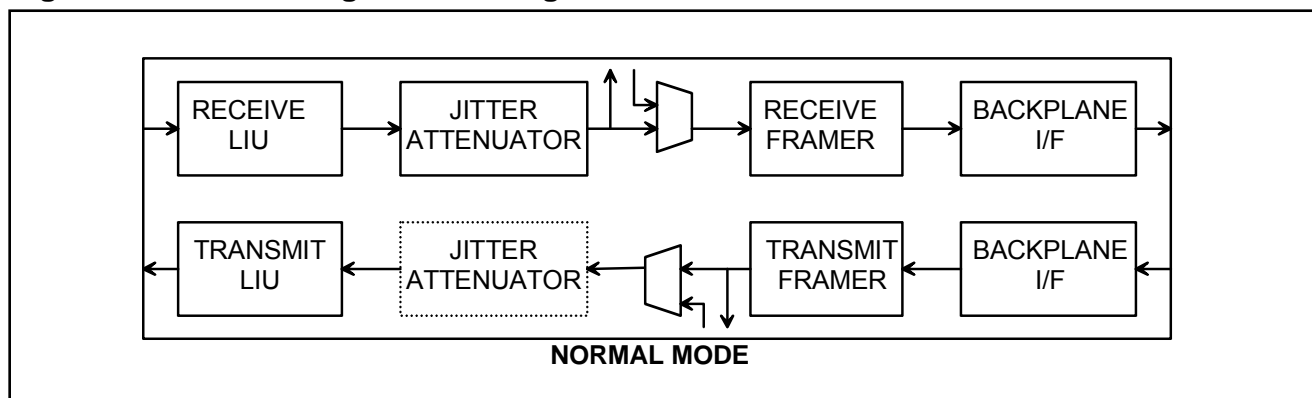 RECEIVE
LIU
JITTER
ATTENUATOR
RECEIVE
FRAMER
BACKPLANE
I/F
TRANSMIT
LIU
JITTER
ATTENUATOR
TRANSMIT
FRAMER
BACKPLANE
I/F
NORMAL MODE